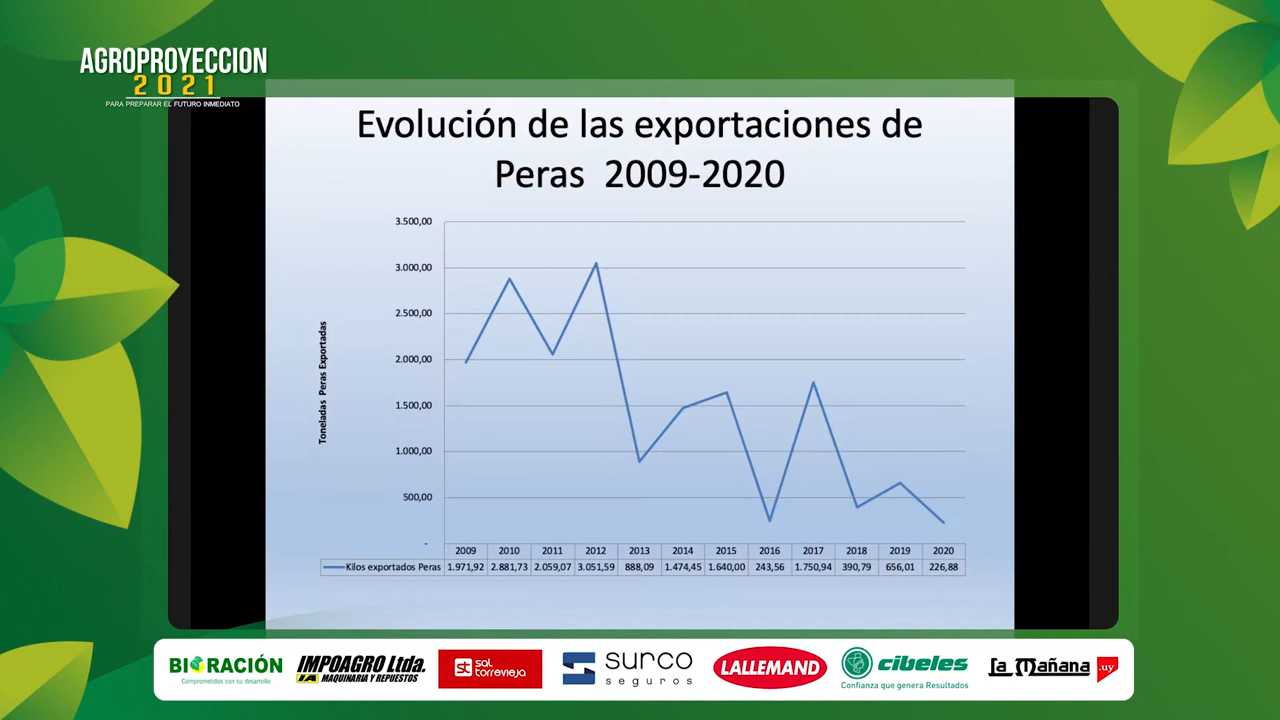 AGROPROYECCION
2021
PARA PREPARAR EL FUTURO INMEDIATO
Evolución de las exportaciones de
Peras 2009-2020
Toneladas Peras Exportadas
3.500,00
3.000,00
2.500,00
2.000,00
1.500,00
1.000,00
500,00
-
2009 2010 2011 2012 2013 2014 2015 2016 2017 2018 2019 2020
Kilos exportados Peras 1.971,92 2.881,73 2.059,07 3.051,59 888,09 1.474,45 1.640,00 243,56 1.750,94 390,79 656,01 226,88
BIORACIÓN
Comprometidos con su desarrollo
IMPOAGRO Ltda.
IA MAQUINARIA Y REPUESTOS
st sal torrevieja
surco
seguros
LALLEMAND
cibeles
Confianza que genera Resultados
La Mañana .uy